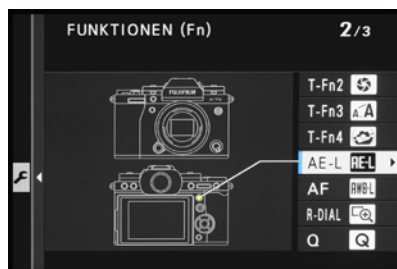 FUNKTIONEN (Fn) 2/3
FUJIFILM
T-Fn2
T-Fn3 A A
T-Fn4
AE-L AE-L
AF AWB-L
R-DIAL
Q Q